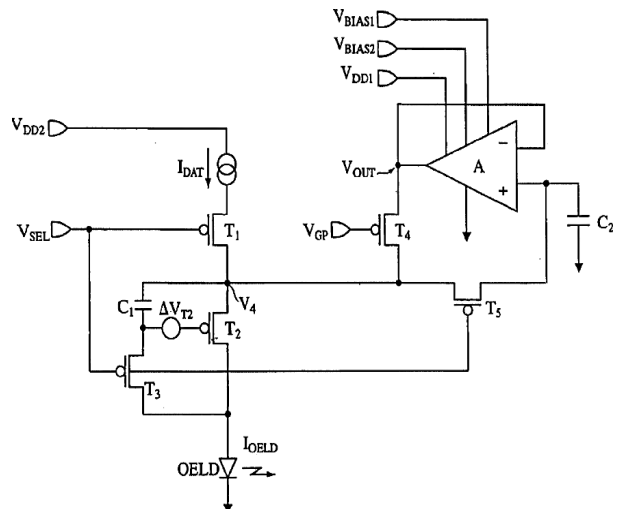 V_BIAS1
V_BIAS2
V_DD1
V_DD2
I_DAT
V_OUT
A
−
+
V_SEL
T_1
V_GP
T_4
C_2
V_4
C_1
ΔV_T2
T_2
T_5
T_3
I_OELD
OELD